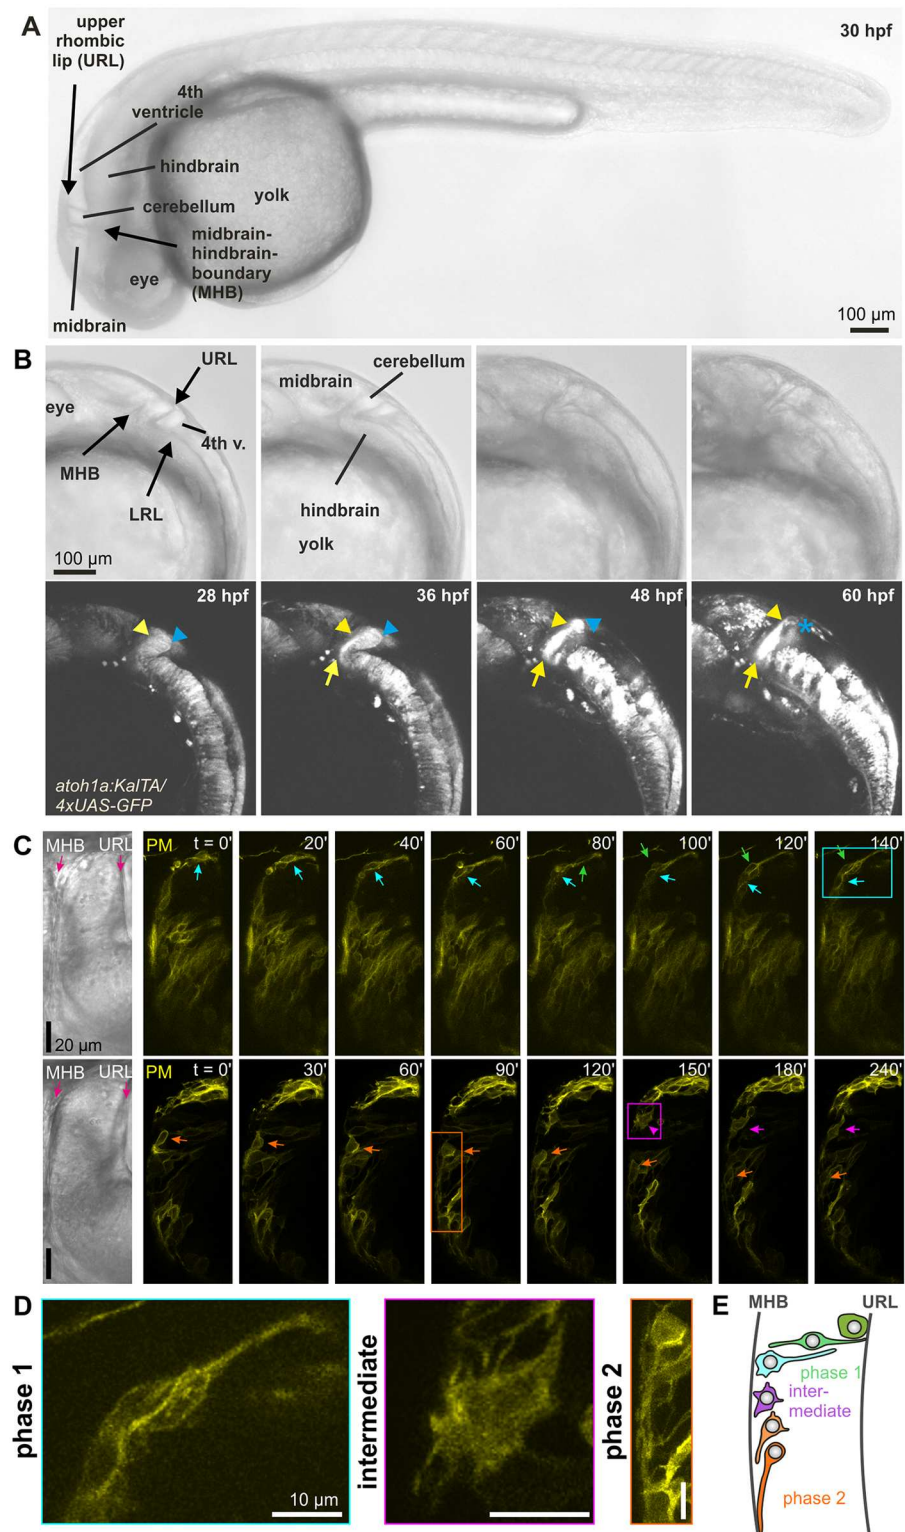 A
upper
rhombic
lip (URL)
30 hpf
4th
ventricle
hindbrain
yolk
cerebellum
midbrain-
hindbrain-
boundary
(MHB)
eye
midbrain
100 µm
B
URL
eye
4th v.
MHB
LRL
100 µm
cerebellum
midbrain
hindbrain
yolk
28 hpf
36 hpf
48 hpf
60 hpf
*
atoh1a:KalTA/
4xUAS-GFP
C
MHB URL
PM t = 0' 20' 40' 60' 80' 100' 120' 140'
20 µm
MHB URL
PM t = 0' 30' 60' 90' 120' 150' 180' 240'
D
phase 1
10 µm
intermediate
phase 2
E
MHB URL
phase 1
inter-
mediate
phase 2